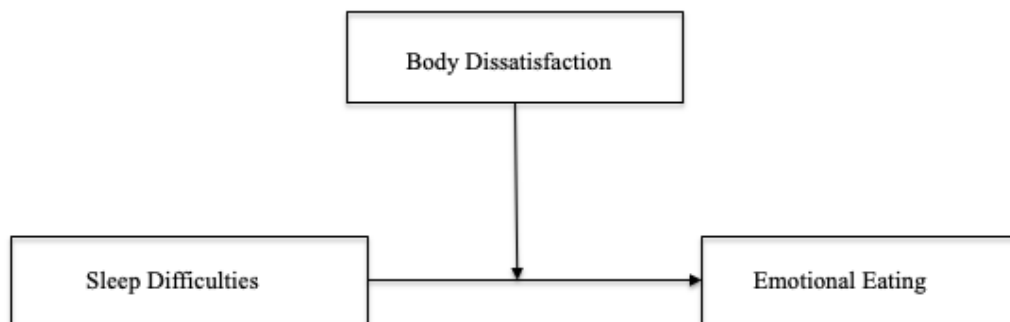 Body Dissatisfaction
Sleep Difficulties
Emotional Eating